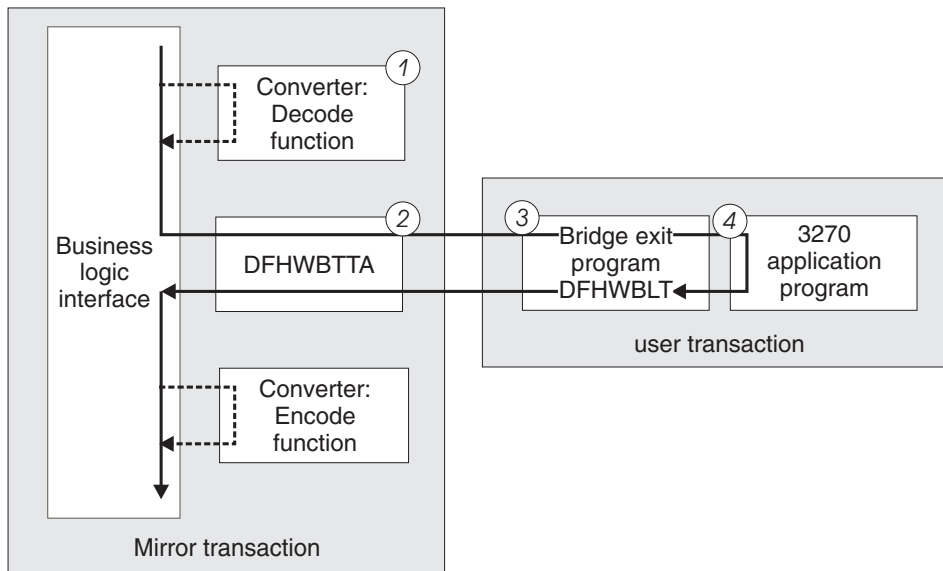 1
Converter:
Decode
function
2
DFHWBTTA
Business
logic
interface
Converter:
Encode
function
Mirror transaction
3
Bridge exit
program
DFHWBLT
4
3270
application
program
user transaction